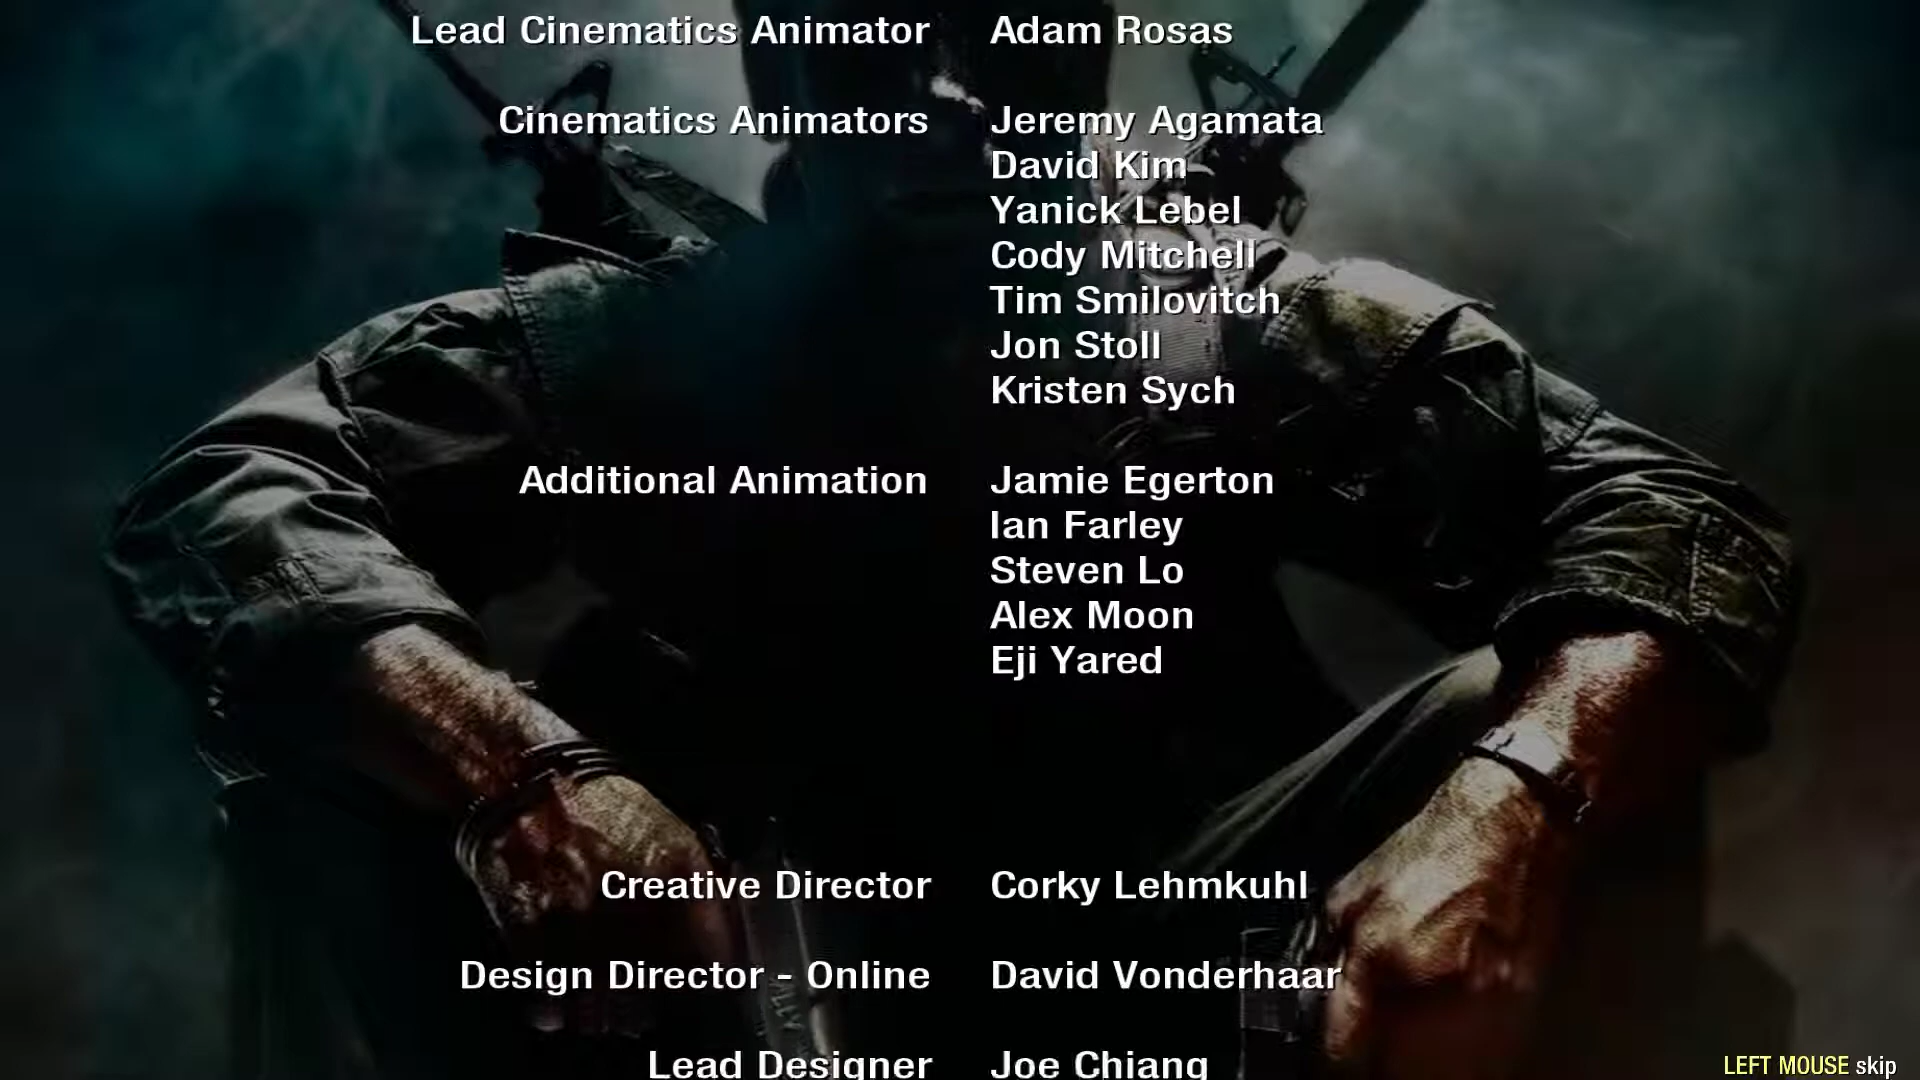 Lead Cinematics Animator Adam Rosas
Cinematics Animators Jeremy Agamata
David Kim
Yanick Lebel
Cody Mitchell
Tim Smilovitch
Jon Stoll
Kristen Sych
Additional Animation Jamie Egerton
Ian Farley
Steven Lo
Alex Moon
Eji Yared
Creative Director Corky Lehmkuhl
Design Director - Online David Vonderhaar
Lead Designer Joe Chiang
LEFT MOUSE skip